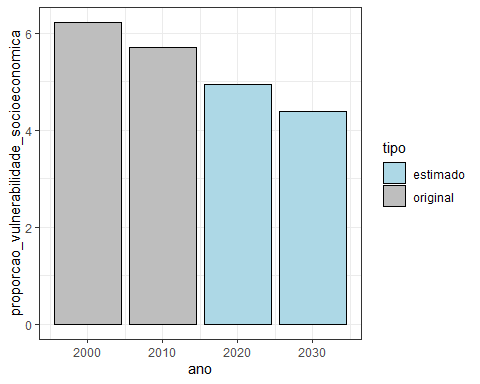 proporcao_vulnerabilidade_socioeconomica
6
4
2
0
2000 2010 2020 2030
ano
tipo
estimado
original